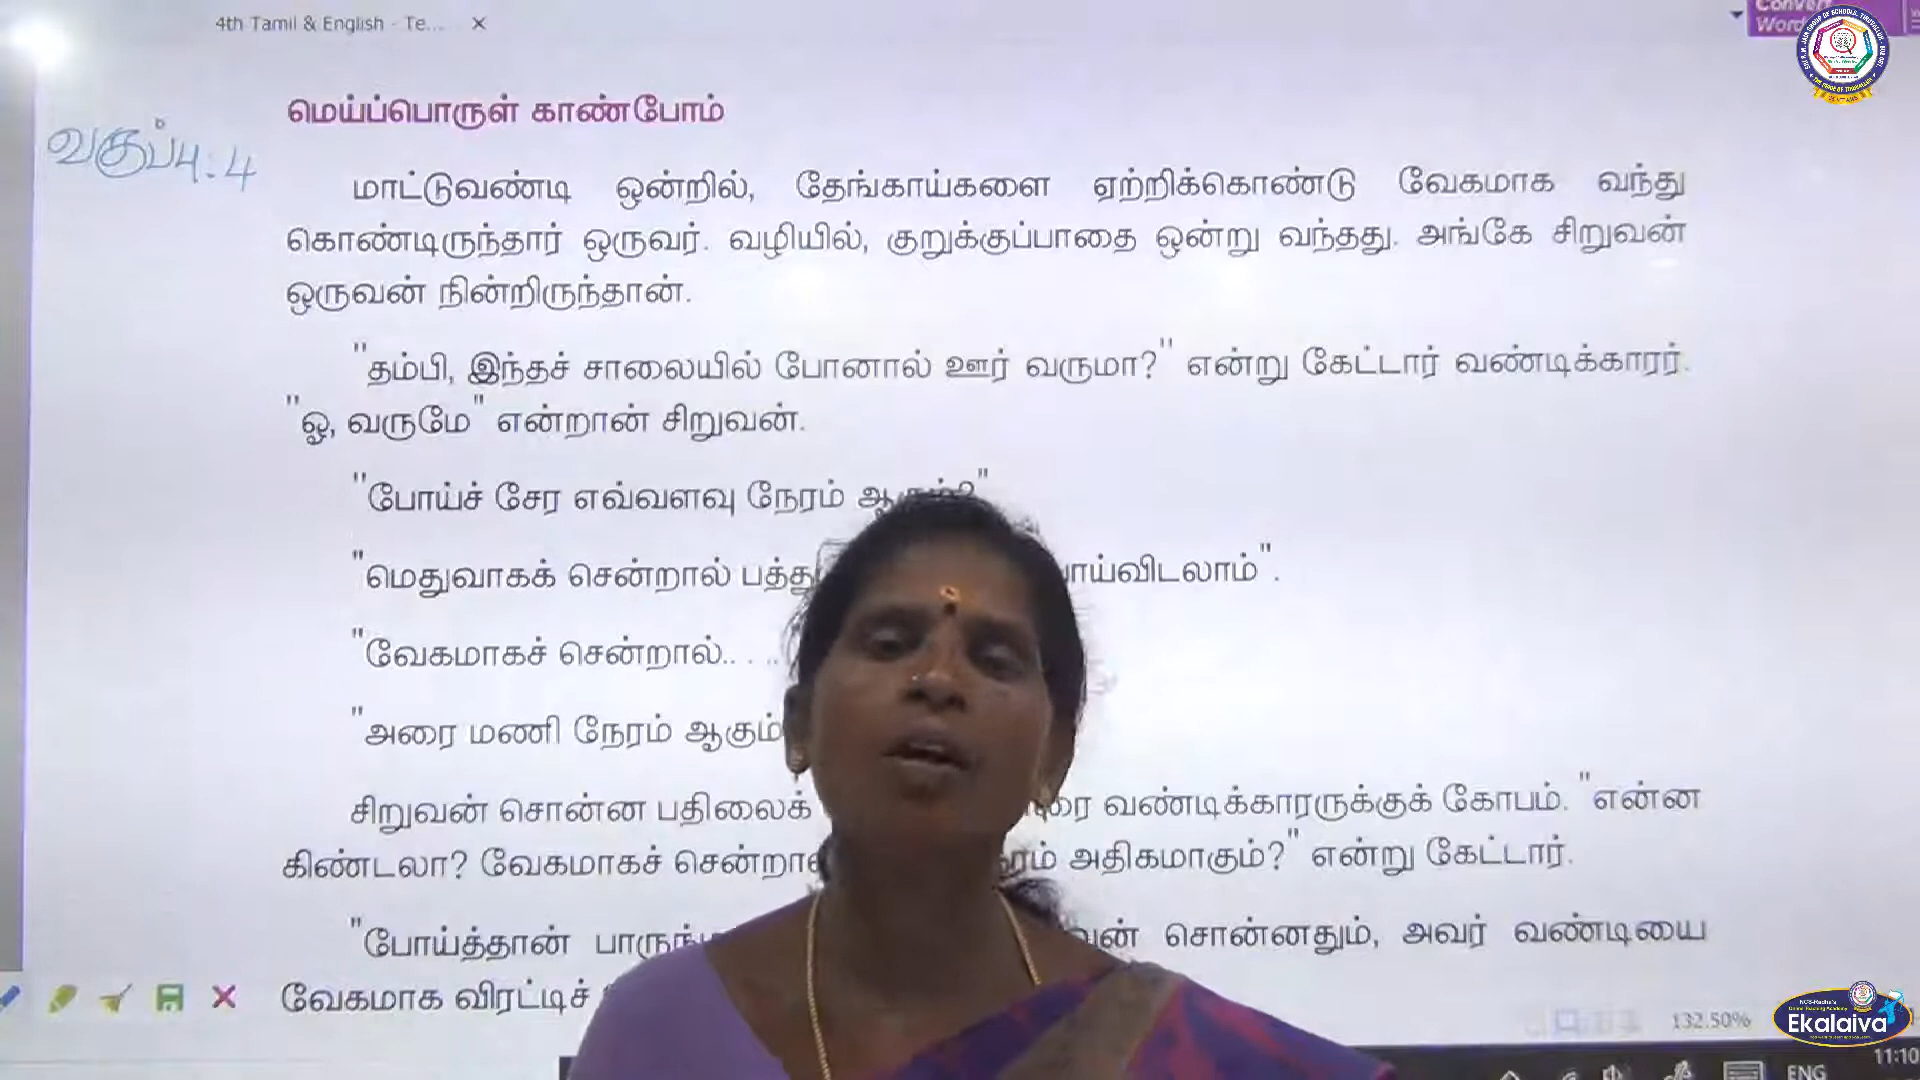 4th Tamil & English - Te...
மெய்ப்பொருள் காண்போம்
வகுப்பு : 4
மாட்டுவண்டி ஒன்றில், தேங்காய்களை ஏற்றிக்கொண்டு வேகமாக வந்து
கொண்டிருந்தார் ஒருவர். வழியில், குறுக்குப்பாதை ஒன்று வந்தது. அங்கே சிறுவன்
ஒருவன் நின்றிருந்தான்.
"தம்பி, இந்தச் சாலையில் போனால் ஊர் வருமா?" என்று கேட்டார் வண்டிக்காரர்.
"ஓ, வருமே" என்றான் சிறுவன்.
"போய்ச் சேர எவ்வளவு நேரம் ஆகும்?"
"மெதுவாகக் சென்றால்
"வேகமாகச் சென்றால்.. . ..
"அரை மணி நேரம் ஆகும்
சிறுவன் சொன்ன பதிலைக் வண்டிக்காரருக்குக் கோபம். "என்ன
கிண்டலா? வேகமாகச் அதிகமாகும்?" என்று கேட்டார்.
"போய்த்தான் சொன்னதும், அவர் வண்டியை
வேகமாக விரட்டிச்
132.50%
Ekalaiva
11:10
ENG